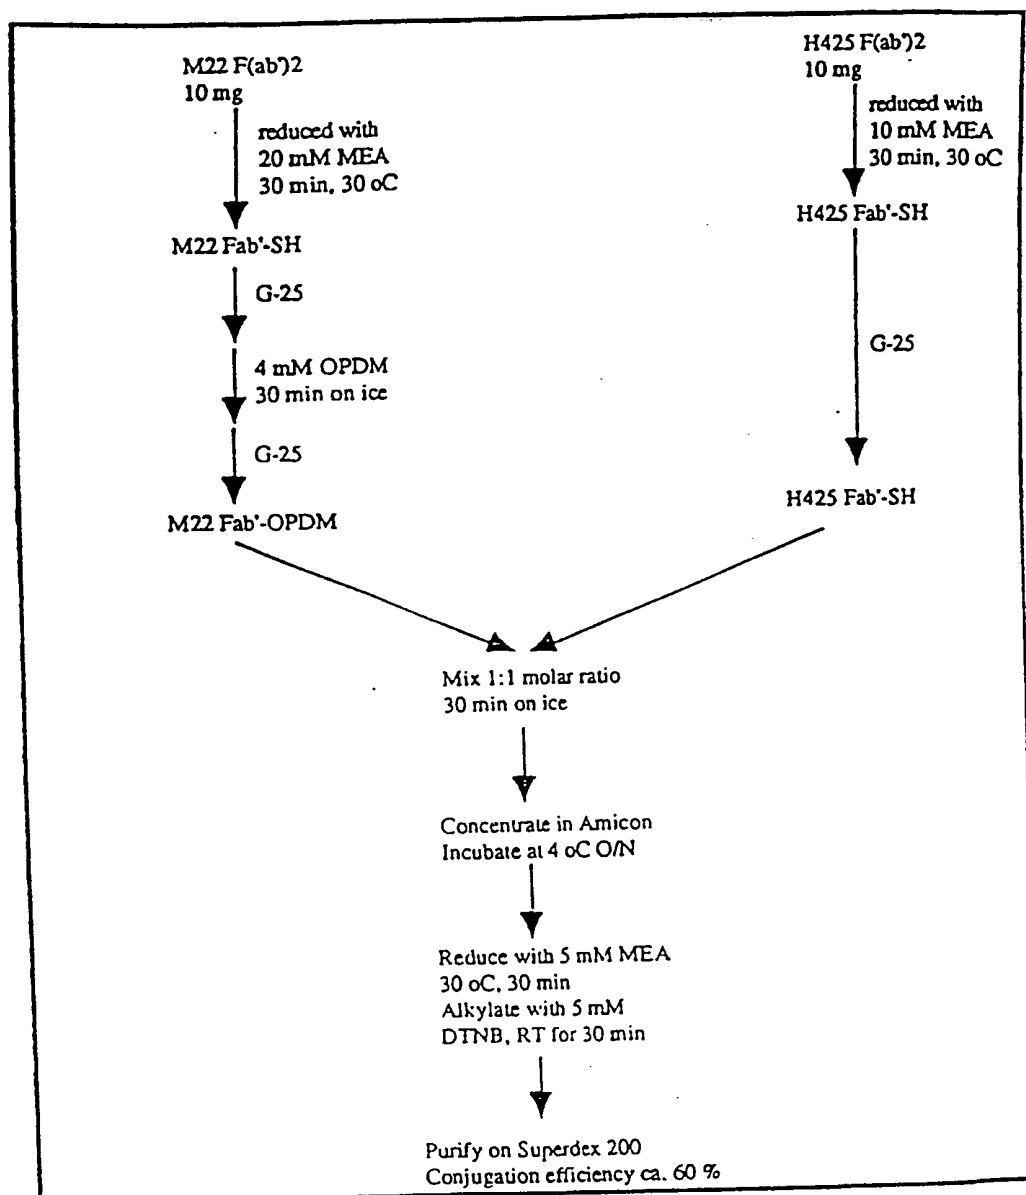 M22 F(ab')2
10 mg
reduced with
20 mM MEA
30 min, 30 oC
M22 Fab'-SH
G-25
4 mM OPDM
30 min on ice
G-25
M22 Fab'-OPDM
H425 F(ab')2
10 mg
reduced with
10 mM MEA
30 min, 30 oC
H425 Fab'-SH
G-25
H425 Fab'-SH
Mix 1:1 molar ratio
30 min on ice
Concentrate in Amicon
Incubate at 4 oC O/N
Reduce with 5 mM MEA
30 oC, 30 min
Alkylate with 5 mM
DTNB, RT for 30 min
Purify on Superdex 200
Conjugation efficiency ca. 60 %